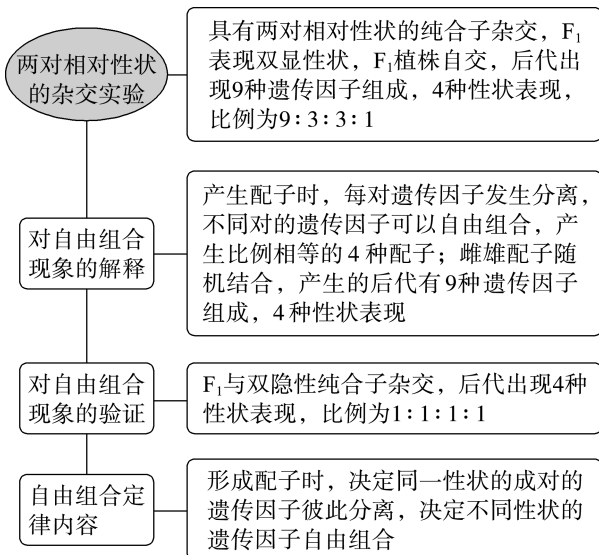 两对相对性状
的杂交实验
具有两对相对性状的纯合子杂交，F₁
表现双显性状，F₁植株自交，后代出
现9种遗传因子组成，4种性状表现，
比例为9∶3∶3∶1
对自由组合
现象的解释
产生配子时，每对遗传因子发生分离，
不同对的遗传因子可以自由组合，产
生比例相等的4种配子；雌雄配子随
机结合，产生的后代有9种遗传因子
组成，4种性状表现
对自由组合
现象的验证
F₁与双隐性纯合子杂交，后代出现4种
性状表现，比例为1∶1∶1∶1
自由组合定
律内容
形成配子时，决定同一性状的成对的
遗传因子彼此分离，决定不同性状的
遗传因子自由组合